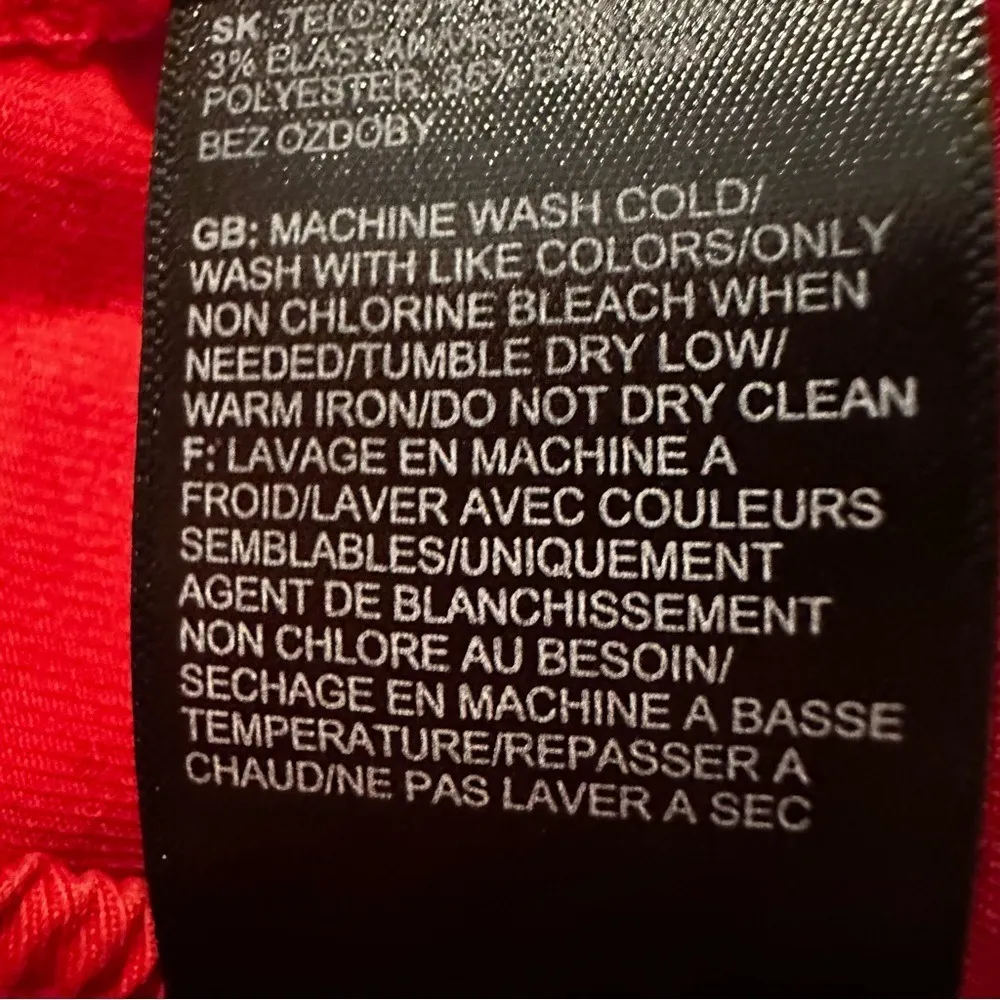 SK: TELO:
3%
POLYESTER, 35%
BEZ OZDOBY
GB: MACHINE WASH COLD/
WASH WITH LIKE COLORS/ONLY
NON CHLORINE BLEACH WHEN
NEEDED/TUMBLE DRY LOW/
WARM IRON/DO NOT DRY CLEAN
F: LAVAGE EN MACHINE A
FROID/LAVER AVEC COULEURS
SEMBLABLES/UNIQUEMENT
AGENT DE BLANCHISSEMENT
NON CHLORE AU BESOIN/
SECHAGE EN MACHINE A BASSE
TEMPERATURE/REPASSER A
CHAUD/NE PAS LAVER A SEC